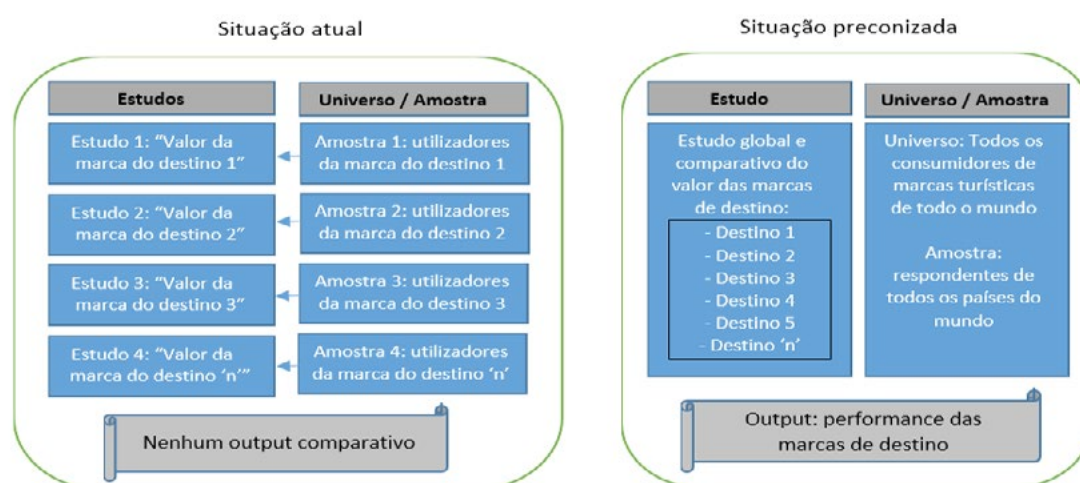 Situação atual
Estudos
Universo / Amostra
Estudo 1: “Valor da
marca do destino 1”
Amostra 1: utilizadores
da marca do destino 1
Estudo 2: “Valor da
marca do destino 2”
Amostra 2: utilizadores
da marca do destino 2
Estudo 3: “Valor da
marca do destino 3”
Amostra 3: utilizadores
da marca do destino 3
Estudo 4: “Valor da
marca do destino ‘n’”
Amostra 4: utilizadores
da marca do destino ‘n’
Nenhum output comparativo
Situação preconizada
Estudo
Universo / Amostra
Estudo global e
comparativo do
valor das marcas
de destino:
- Destino 1
- Destino 2
- Destino 3
- Destino 4
- Destino 5
- Destino ‘n’
Universo: Todos os
consumidores de
marcas turísticas
de todo o mundo
Amostra:
respondentes de
todos os países do
mundo
Output: performance das
marcas de destino